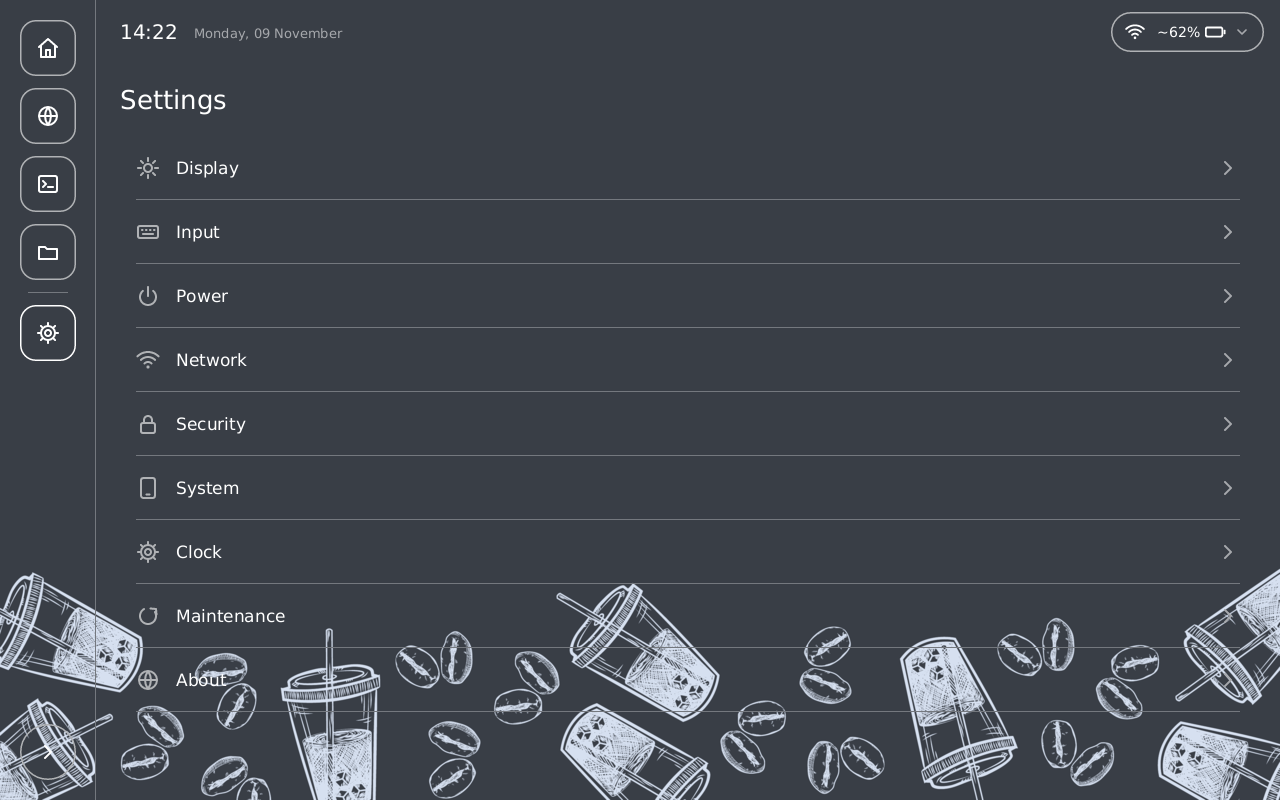 14:22 Monday, 09 November
~62%
Settings
Display
Input
Power
Network
Security
System
Clock
Maintenance
About